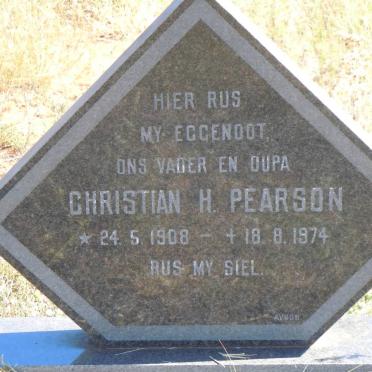 HIER RUS
MY EGGENOOT,
ONS VADER EN OUPA
CHRISTIAN H. PEARSON
* 24. 5. 1908 - + 18. 8. 1974
RUS MY SIEL.